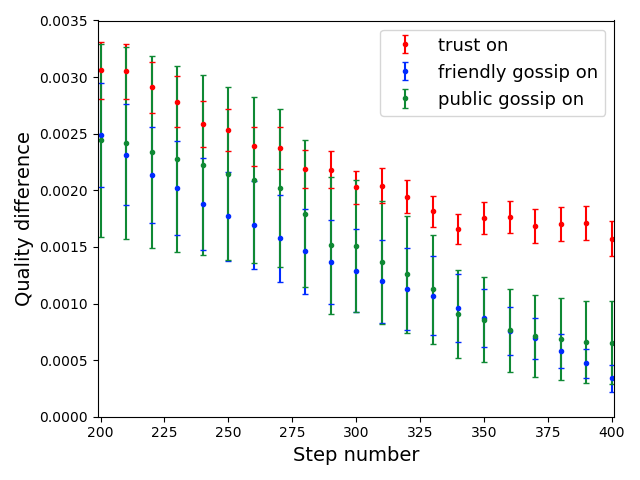 0.0035
0.0030
0.0025
0.0020
0.0015
0.0010
0.0005
0.0000
Quality difference
trust on
friendly gossip on
public gossip on
200 225 250 275 300 325 350 375 400
Step number